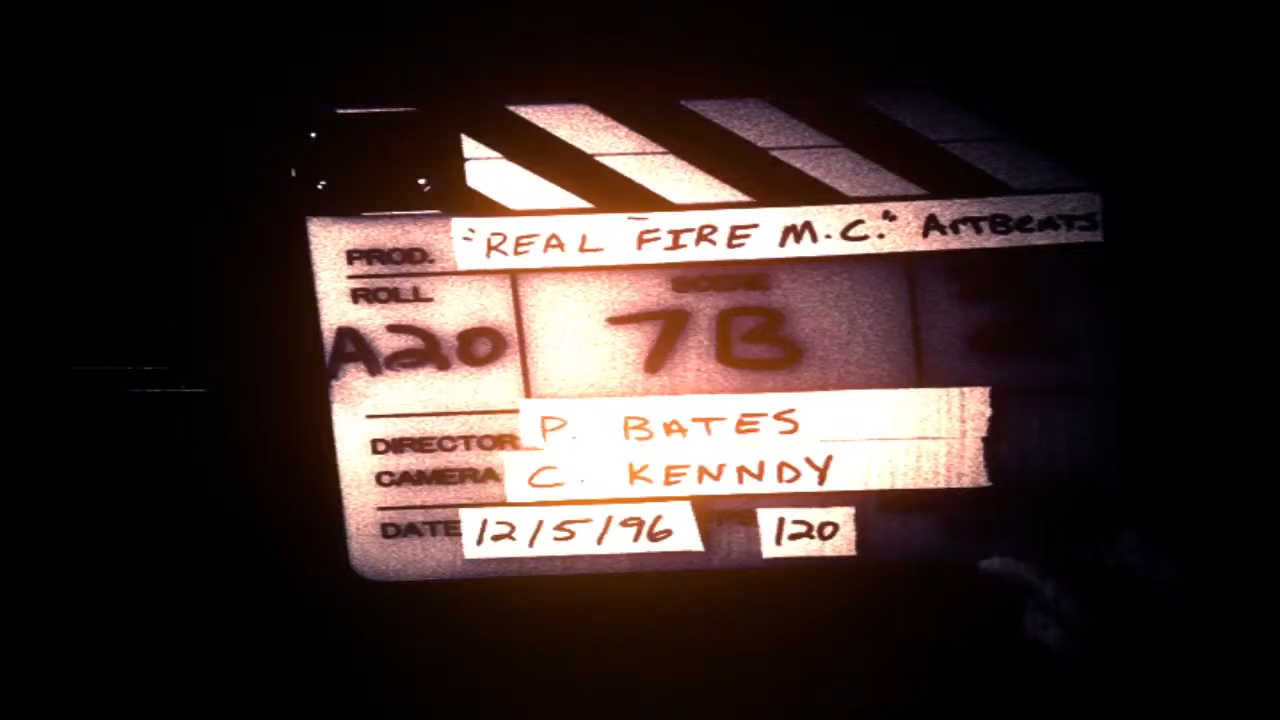 PROD. "REAL FIRE M.C." ArtBeats
ROLL
SCENE
A20 7B
DIRECTOR P. BATES
CAMERA C. KENNDY
DATE 12/5/96 120